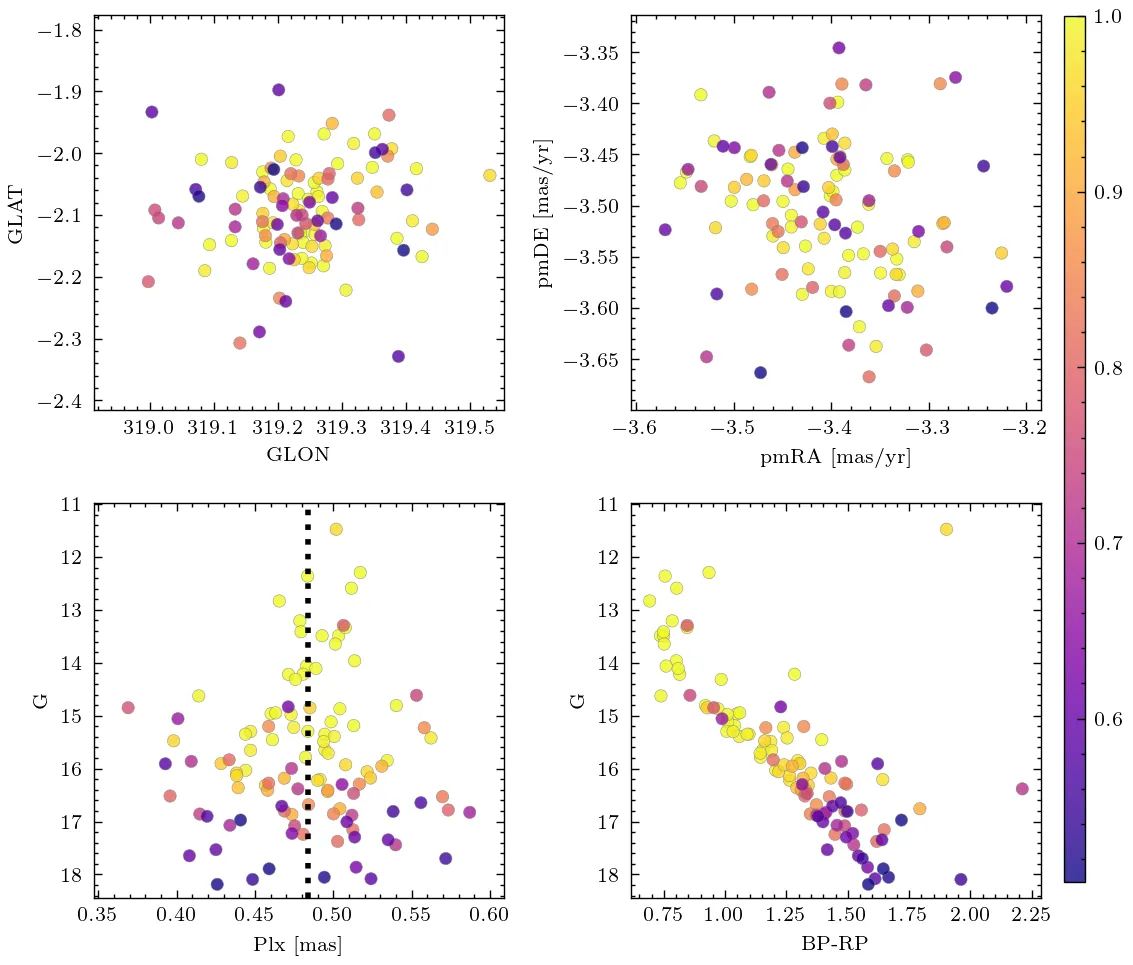 −1.8
−1.9
−2.0
−2.1
−2.2
−2.3
−2.4
GLAT
319.0 319.1 319.2 319.3 319.4 319.5
GLON
−3.35
−3.40
−3.45
−3.50
−3.55
−3.60
−3.65
pmDE [mas/yr]
−3.6 −3.5 −3.4 −3.3 −3.2
pmRA [mas/yr]
1.0
0.9
0.8
0.7
0.6
11
12
13
14
15
16
17
18
G
0.35 0.40 0.45 0.50 0.55 0.60
Plx [mas]
11
12
13
14
15
16
17
18
G
0.75 1.00 1.25 1.50 1.75 2.00 2.25
BP-RP